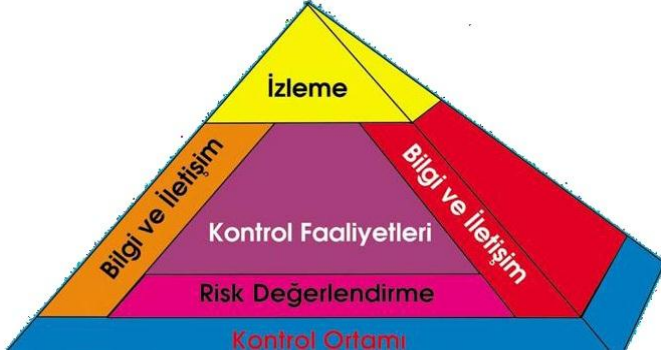 İzleme
Bilgi ve İletişim
Bilgi ve İletişim
Kontrol Faaliyetleri
Risk Değerlendirme
Kontrol Ortamı